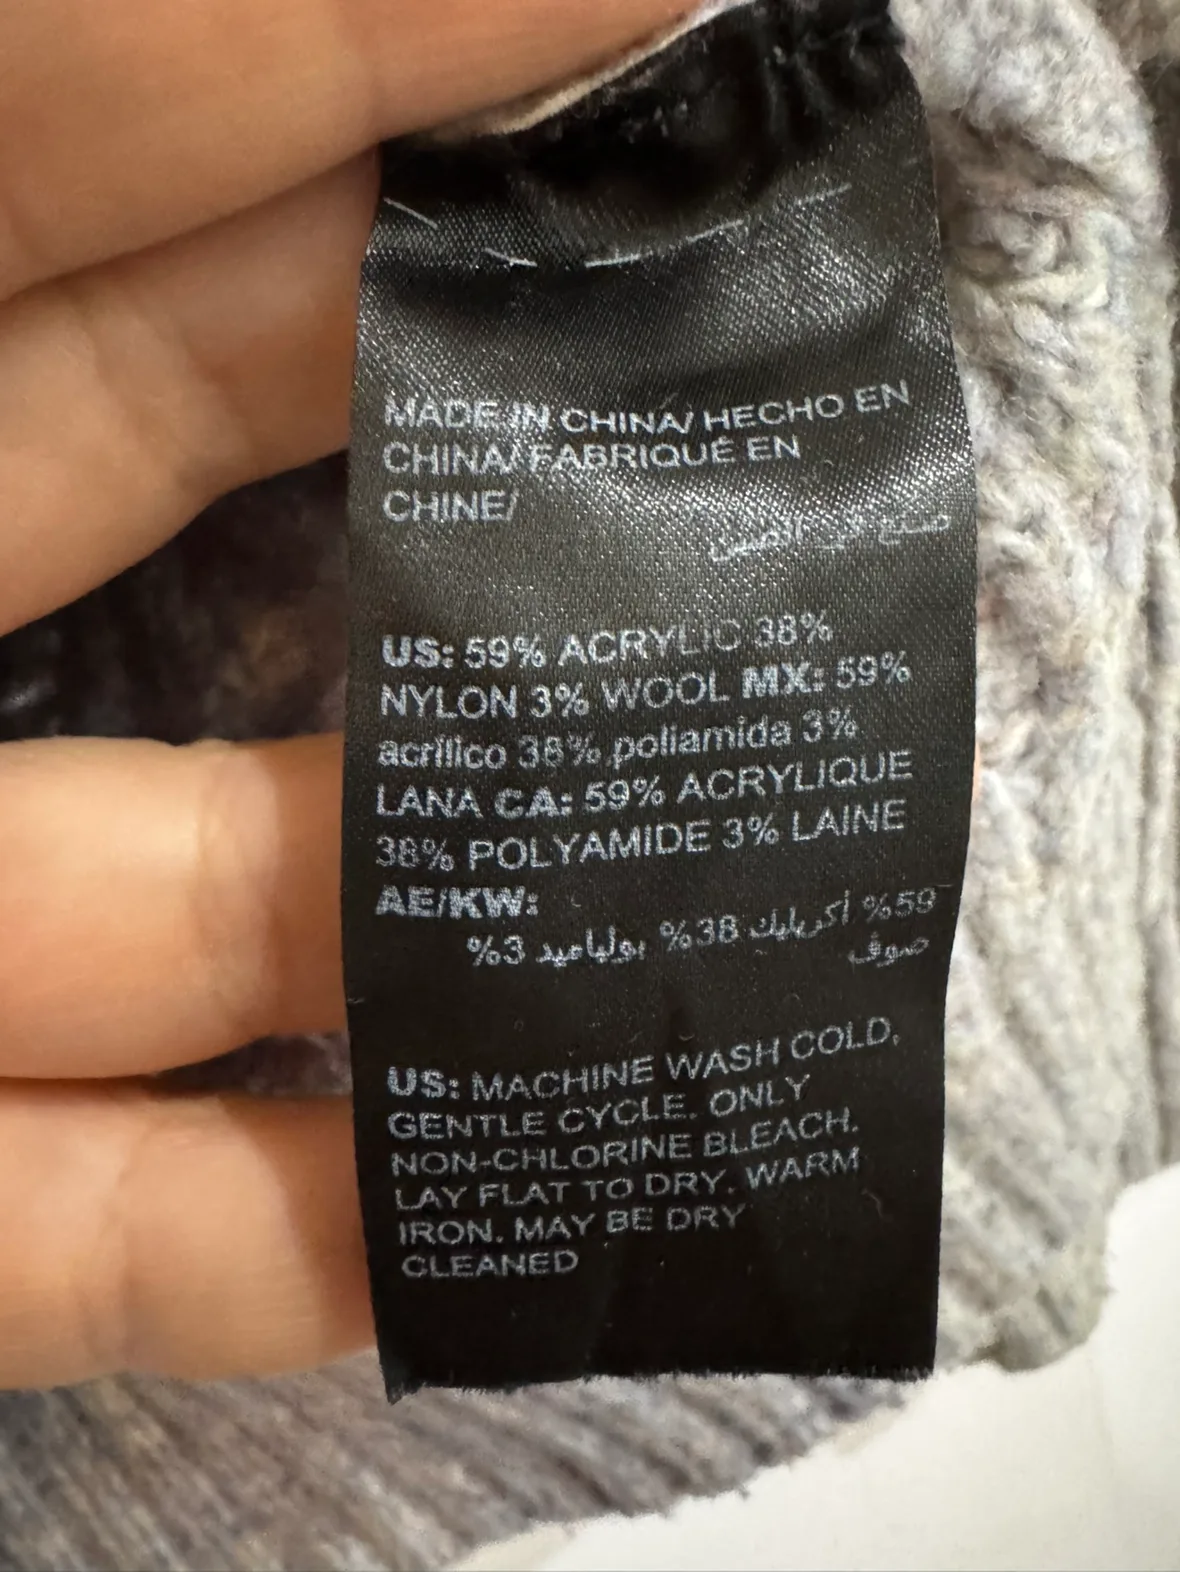 MADE IN CHINA/ HECHO EN
CHINA/ FABRIQUÉ EN
CHINE/
صنع في الصين
US: 59% ACRYLIC 38%
NYLON 3% WOOL MX: 59%
acrílico 38% poliamida 3%
LANA CA: 59% ACRYLIQUE
38% POLYAMIDE 3% LAINE
AE/KW:
59% أكريليك 38% بولياميد 3%
صوف
US: MACHINE WASH COLD,
GENTLE CYCLE. ONLY
NON-CHLORINE BLEACH.
LAY FLAT TO DRY. WARM
IRON. MAY BE DRY
CLEANED